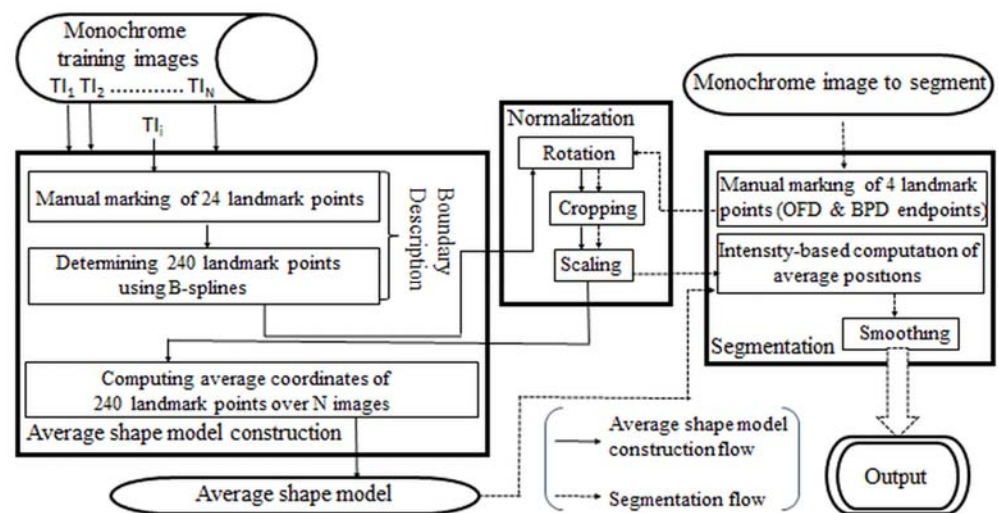 Monochrome
training images
TI1 TI2 ............ TIN
TIi
Manual marking of 24 landmark points
Determining 240 landmark points
using B-splines
Boundary
Description
Computing average coordinates of
240 landmark points over N images
Average shape model construction
Average shape model
Normalization
Rotation
Cropping
Scaling
Monochrome image to segment
Manual marking of 4 landmark
points (OFD & BPD endpoints)
Intensity-based computation of
average positions
Smoothing
Segmentation
Output
Average shape model
construction flow
Segmentation flow